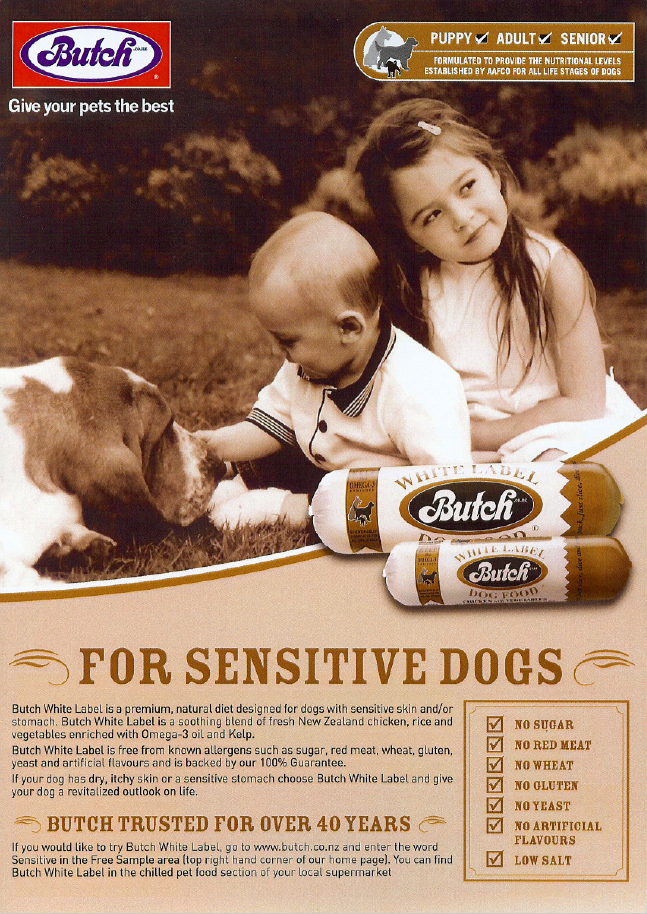 Butch.co.nz
®
Give your pets the best
PUPPY ADULT SENIOR
FORMULATED TO PROVIDE THE NUTRITIONAL LEVELS
ESTABLISHED BY AAFCO FOR ALL LIFE STAGES OF DOGS
OMEGA-3
WHITE LABEL
Butch.co.nz
®
DOG FOOD
WHITE LABEL
Butch
DOG FOOD
FOR SENSITIVE DOGS
Butch White Label is a premium, natural diet designed for dogs with sensitive skin and/or
stomach. Butch White Label is a soothing blend of fresh New Zealand chicken, rice and
vegetables enriched with Omega-3 oil and Kelp.
Butch White Label is free from known allergens such as sugar, red meat, wheat, gluten,
yeast and artificial flavours and is backed by our 100% Guarantee.
If your dog has dry, itchy skin or a sensitive stomach choose Butch White Label and give
your dog a revitalized outlook on life.
BUTCH TRUSTED FOR OVER 40 YEARS
If you would like to try Butch White Label, go to www.butch.co.nz and enter the word
Sensitive in the Free Sample area (top right hand corner of our home page). You can find
Butch White Label in the chilled pet food section of your local supermarket
NO SUGAR
NO RED MEAT
NO WHEAT
NO GLUTEN
NO YEAST
NO ARTIFICIAL
FLAVOURS
LOW SALT